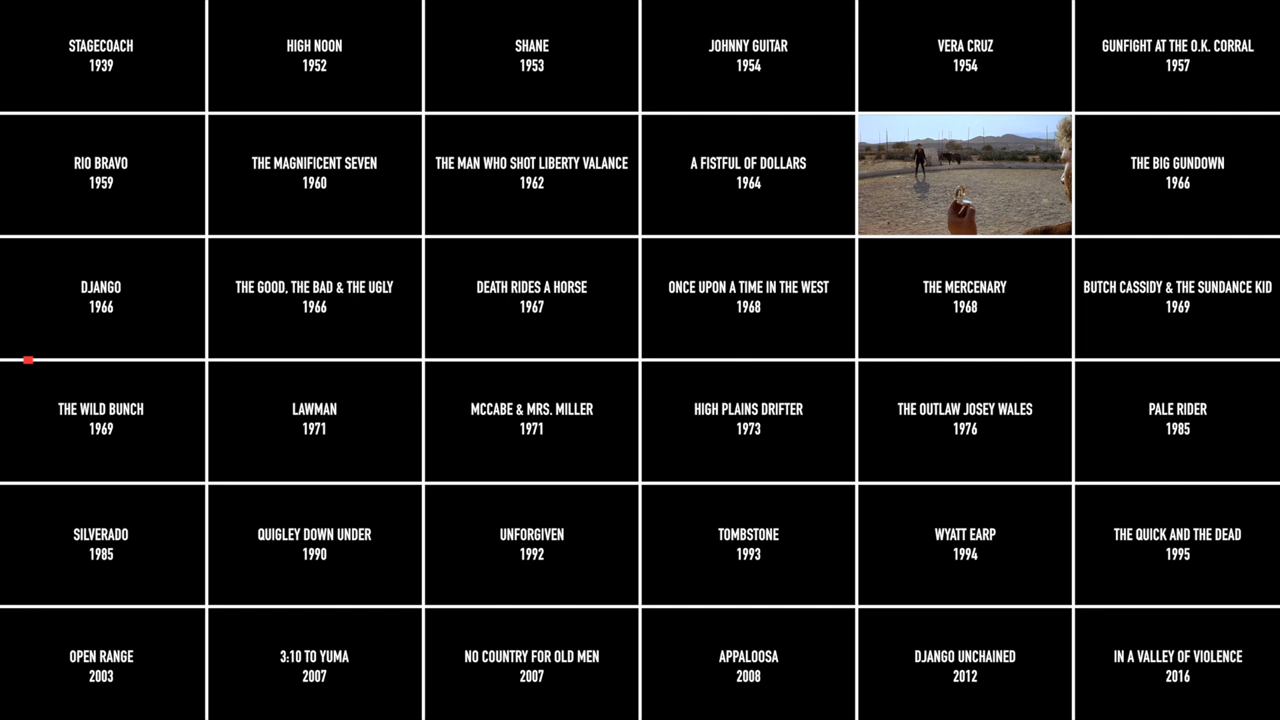 STAGECOACH
1939
HIGH NOON
1952
SHANE
1953
JOHNNY GUITAR
1954
VERA CRUZ
1954
GUNFIGHT AT THE O.K. CORRAL
1957
RIO BRAVO
1959
THE MAGNIFICENT SEVEN
1960
THE MAN WHO SHOT LIBERTY VALANCE
1962
A FISTFUL OF DOLLARS
1964
THE BIG GUNDOWN
1966
DJANGO
1966
THE GOOD, THE BAD & THE UGLY
1966
DEATH RIDES A HORSE
1967
ONCE UPON A TIME IN THE WEST
1968
THE MERCENARY
1968
BUTCH CASSIDY & THE SUNDANCE KID
1969
THE WILD BUNCH
1969
LAWMAN
1971
MCCABE & MRS. MILLER
1971
HIGH PLAINS DRIFTER
1973
THE OUTLAW JOSEY WALES
1976
PALE RIDER
1985
SILVERADO
1985
QUIGLEY DOWN UNDER
1990
UNFORGIVEN
1992
TOMBSTONE
1993
WYATT EARP
1994
THE QUICK AND THE DEAD
1995
OPEN RANGE
2003
3:10 TO YUMA
2007
NO COUNTRY FOR OLD MEN
2007
APPALOOSA
2008
DJANGO UNCHAINED
2012
IN A VALLEY OF VIOLENCE
2016